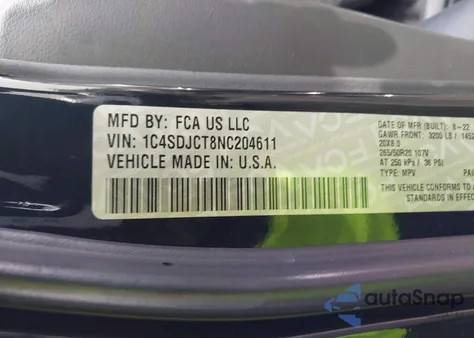 MFD BY: FCA US LLC
VIN: 1C4SDJCT8NC204611
VEHICLE MADE IN: U.S.A.
DATE OF MFR (BUILT): 8-22
GAWR FRONT: 3200 LB / 1452
20X8.0
265/50R20 107V
AT 250 kPa / 36 PSI
TYPE: MPV
THIS VEHICLE CONFORMS TO A
STANDARDS IN EFFECT
autoSnap